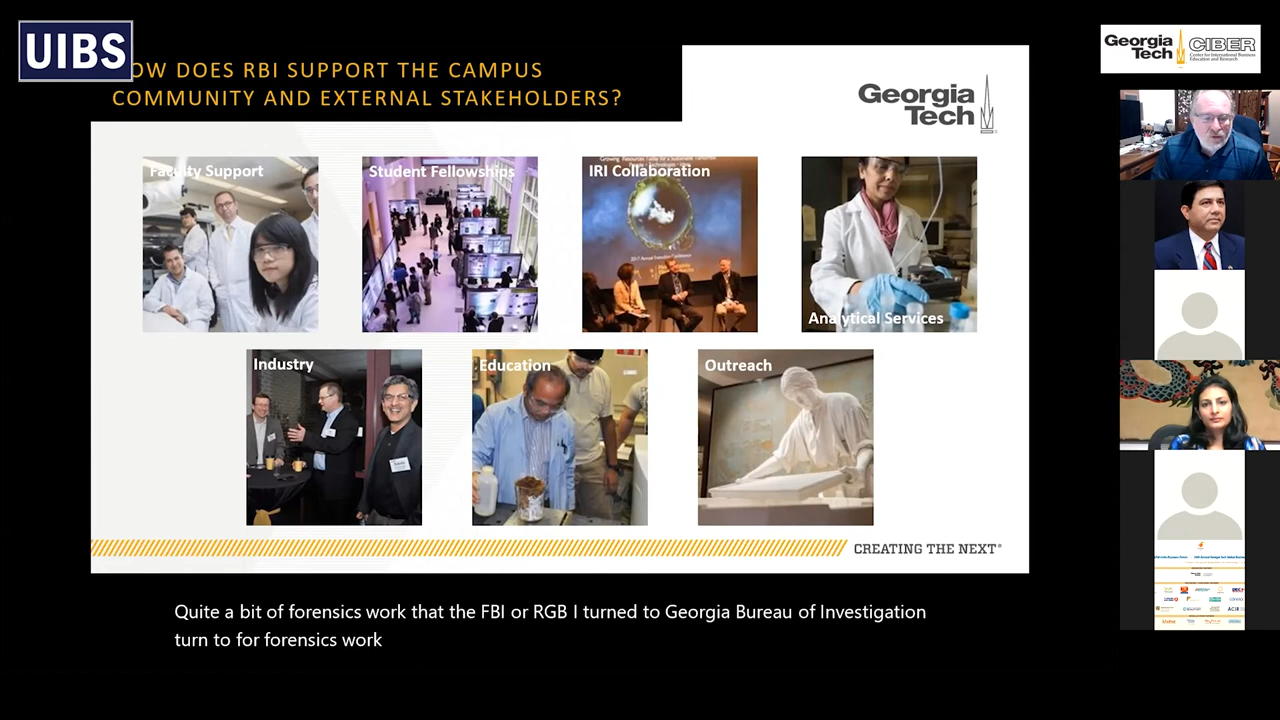 UIBS
OW DOES RBI SUPPORT THE CAMPUS
COMMUNITY AND EXTERNAL STAKEHOLDERS?
Georgia
Tech
Georgia
Tech
CIBER
Center for International Business
Education and Research
Faculty Support
Student Fellowships
IRI Collaboration
Analytical Services
Industry
Education
Outreach
CREATING THE NEXT®
Quite a bit of forensics work that the FBI or RGB I turned to Georgia Bureau of Investigation
turn to for forensics work